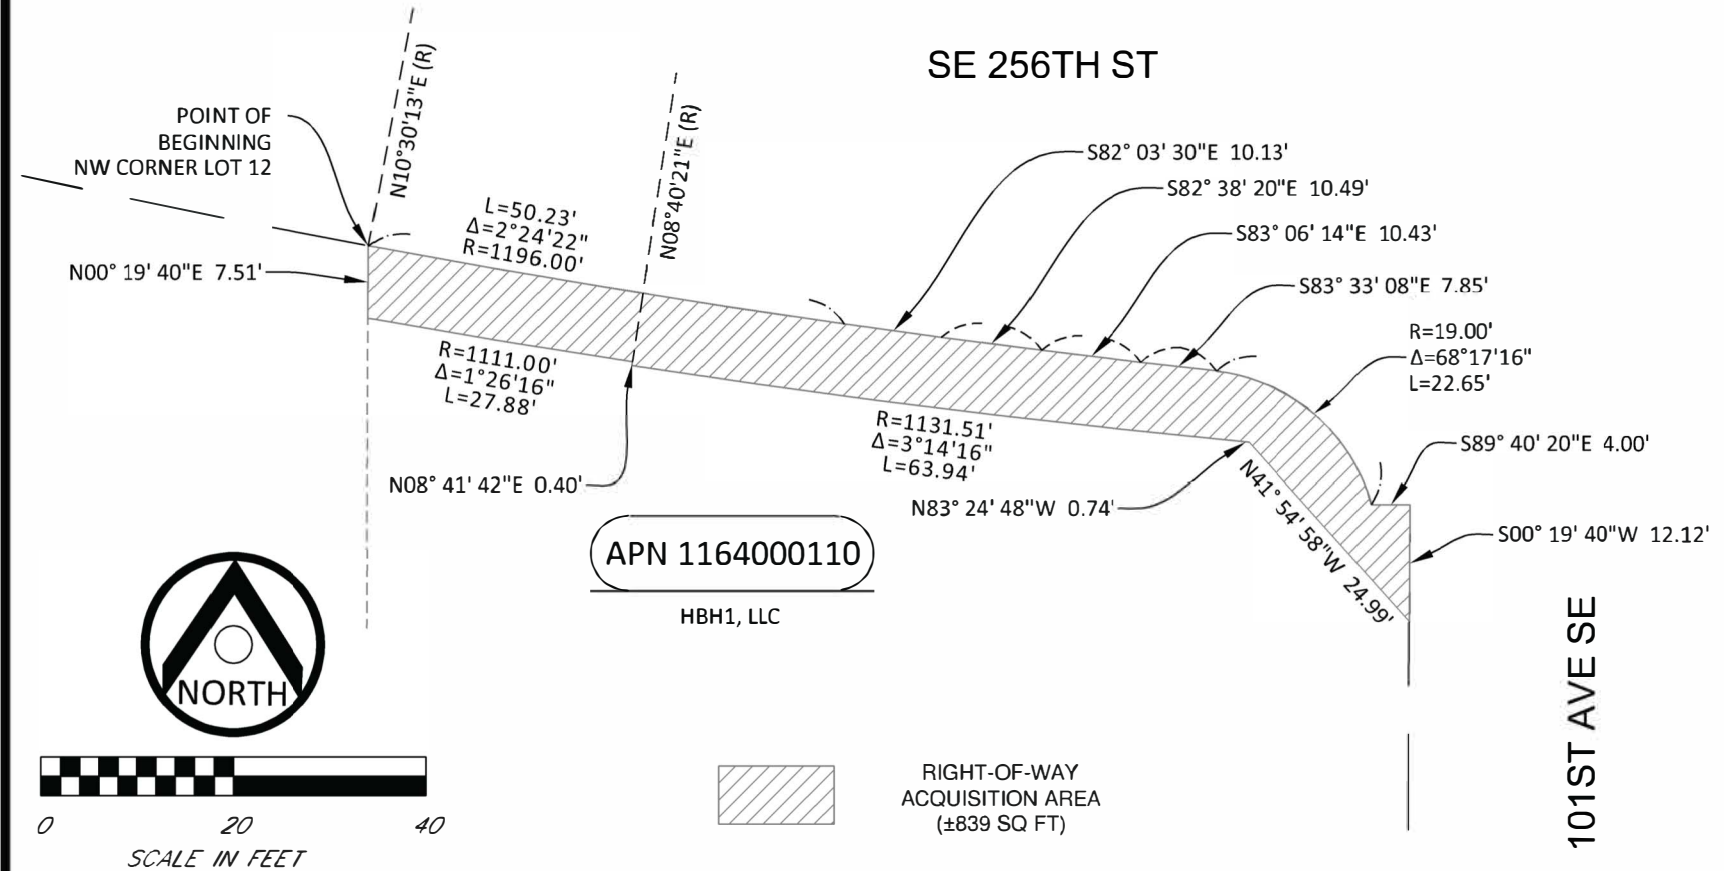 SE 256TH ST
POINT OF
BEGINNING
NW CORNER LOT 12
N10°30'13"E (R)
N08°40'21"E (R)
L=50.23'
Δ=2°24'22"
R=1196.00'
S82° 03' 30"E 10.13'
S82° 38' 20"E 10.49'
S83° 06' 14"E 10.43'
S83° 33' 08"E 7.85'
R=19.00'
Δ=68°17'16"
L=22.65'
N00° 19' 40"E 7.51'
R=1111.00'
Δ=1°26'16"
L=27.88'
R=1131.51'
Δ=3°14'16"
L=63.94'
S89° 40' 20"E 4.00'
N08° 41' 42"E 0.40'
N83° 24' 48"W 0.74'
N41° 54' 58"W 24.99'
S00° 19' 40"W 12.12'
APN 1164000110
HBH1, LLC
101ST AVE SE
NORTH
0 20 40
SCALE IN FEET
RIGHT-OF-WAY
ACQUISITION AREA
(±839 SQ FT)